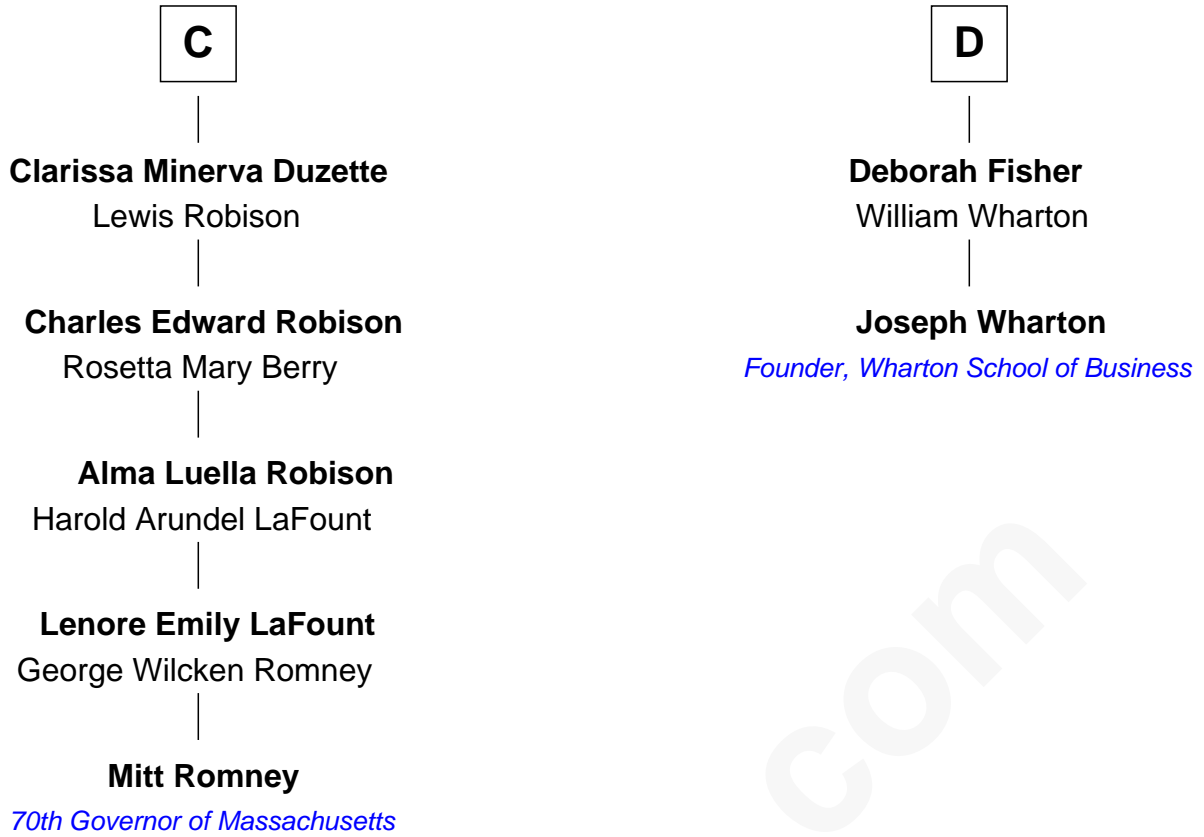 C
Clarissa Minerva Duzette
Lewis Robison
Charles Edward Robison
Rosetta Mary Berry
Alma Luella Robison
Harold Arundel LaFount
Lenore Emily LaFount
George Wilcken Romney
Mitt Romney
70th Governor of Massachusetts
D
Deborah Fisher
William Wharton
Joseph Wharton
Founder, Wharton School of Business
com